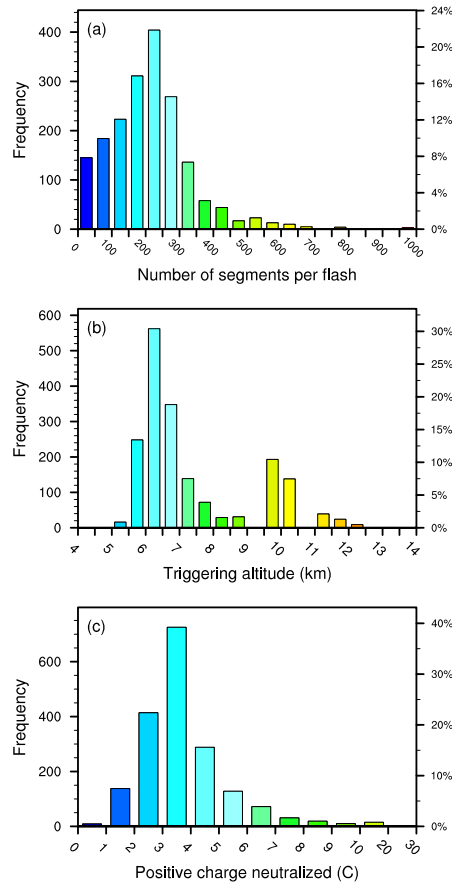 (a)
Frequency
0
100
200
300
400
0%
4%
8%
12%
16%
20%
24%
0 100 200 300 400 500 600 700 800 900 1000
Number of segments per flash
(b)
Frequency
0
100
200
300
400
500
600
0%
5%
10%
15%
20%
25%
30%
4 5 6 7 8 9 10 11 12 13 14
Triggering altitude (km)
(c)
Frequency
0
200
400
600
0%
10%
20%
30%
40%
0 1 2 3 4 5 6 7 8 9 10 20 30
Positive charge neutralized (C)